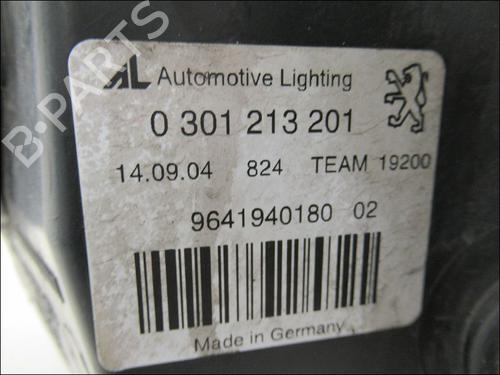 AL Automotive Lighting
0 301 213 201
14.09.04 824 TEAM 19200
9641940180 02
Made in Germany
B-PARTS